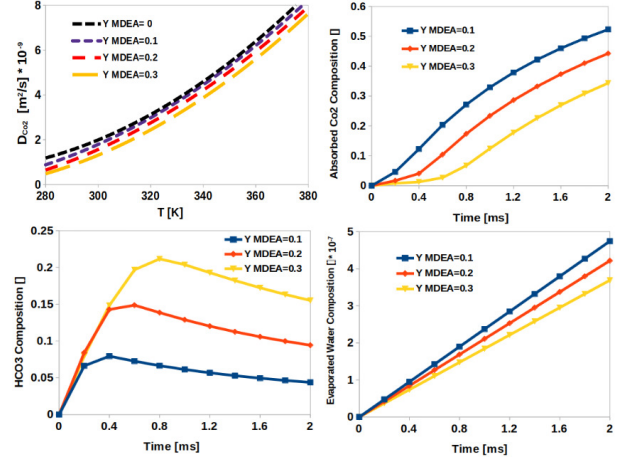 8
6
4
2
0
D_Co2 [m²/s] * 10⁻⁹
Y MDEA= 0
Y MDEA=0.1
Y MDEA=0.2
Y MDEA=0.3
280 300 320 340 360 380
T [K]
0.6
0.5
0.4
0.3
0.2
0.1
0
Absorbed Co2 Composition []
Y MDEA=0.1
Y MDEA=0.2
Y MDEA=0.3
0 0.4 0.8 1.2 1.6 2
Time [ms]
0.25
0.2
0.15
0.1
0.05
0
HCO3 Composition []
Y MDEA=0.1
Y MDEA=0.2
Y MDEA=0.3
0 0.4 0.8 1.2 1.6 2
Time [ms]
5
4
3
2
1
0
Evaporated Water Composition []* 10⁻⁷
Y MDEA=0.1
Y MDEA=0.2
Y MDEA=0.3
0 0.4 0.8 1.2 1.6 2
Time [ms]